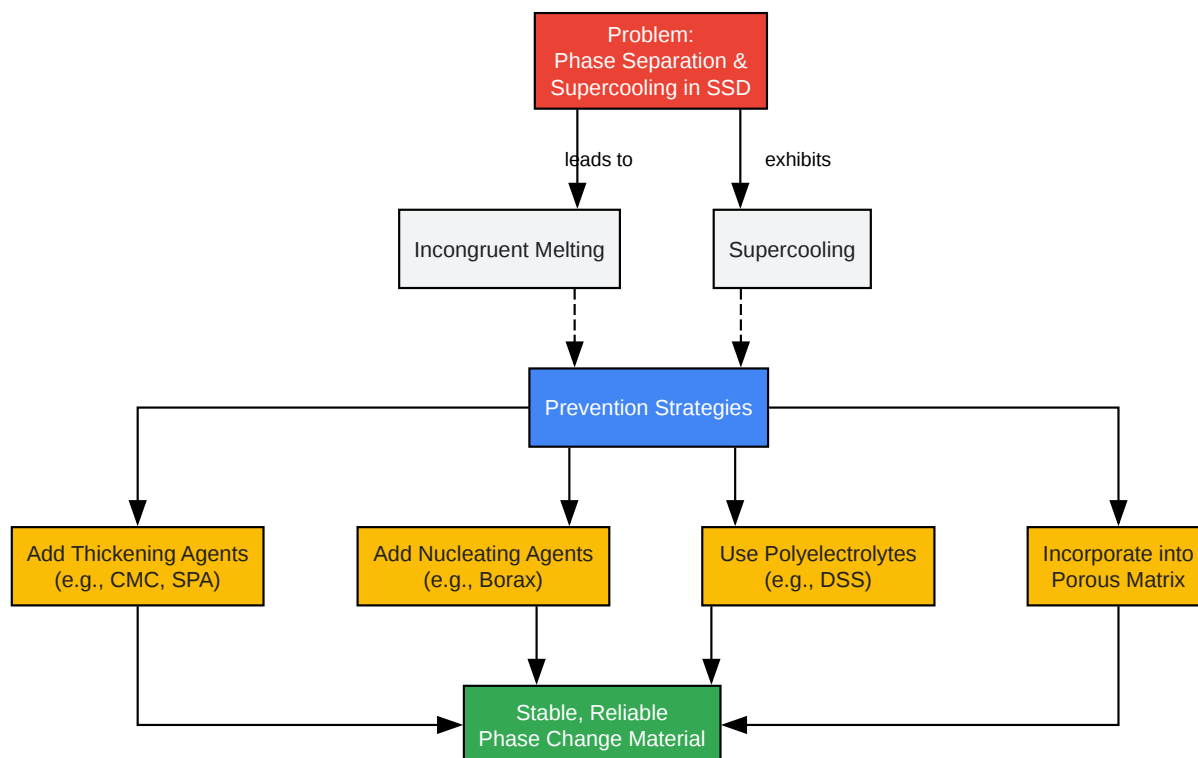 Problem:
Phase Separation &
Supercooling in SSD
leads to
exhibits
Incongruent Melting
Supercooling
Prevention Strategies
Add Thickening Agents
(e.g., CMC, SPA)
Add Nucleating Agents
(e.g., Borax)
Use Polyelectrolytes
(e.g., DSS)
Incorporate into
Porous Matrix
Stable, Reliable
Phase Change Material